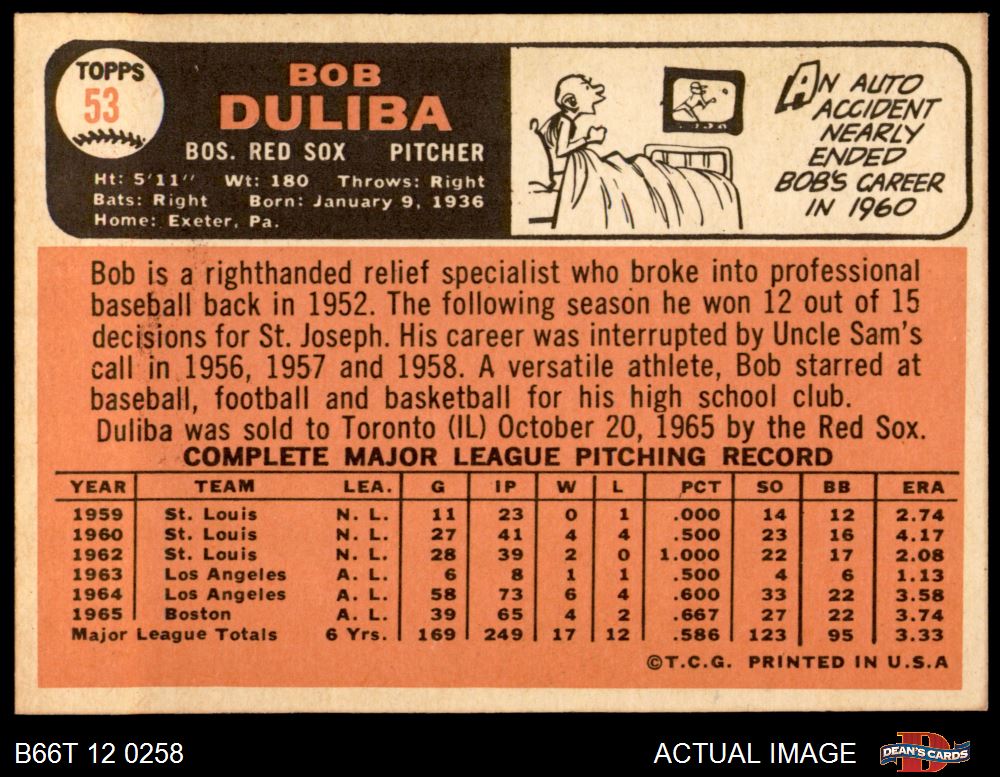 TOPPS
53
BOB
DULIBA
BOS. RED SOX PITCHER
Ht: 5'11" Wt: 180 Throws: Right
Bats: Right Born: January 9, 1936
Home: Exeter, Pa.
AN AUTO
ACCIDENT
NEARLY
ENDED
BOB'S CAREER
IN 1960
Bob is a righthanded relief specialist who broke into professional
baseball back in 1952. The following season he won 12 out of 15
decisions for St. Joseph. His career was interrupted by Uncle Sam's
call in 1956, 1957 and 1958. A versatile athlete, Bob starred at
baseball, football and basketball for his high school club.
Duliba was sold to Toronto (IL) October 20, 1965 by the Red Sox.
COMPLETE MAJOR LEAGUE PITCHING RECORD
YEAR TEAM LEA. G IP W L PCT SO BB ERA
1959 St. Louis N. L. 11 23 0 1 .000 14 12 2.74
1960 St. Louis N. L. 27 41 4 4 .500 23 16 4.17
1962 St. Louis N. L. 28 39 2 0 1.000 22 17 2.08
1963 Los Angeles A. L. 6 8 1 1 .500 4 6 1.13
1964 Los Angeles A. L. 58 73 6 4 .600 33 22 3.58
1965 Boston A. L. 39 65 4 2 .667 27 22 3.74
Major League Totals 6 Yrs. 169 249 17 12 .586 123 95 3.33
©T.C.G. PRINTED IN U.S.A
B66T 12 0258
ACTUAL IMAGE
DEAN'S CARDS